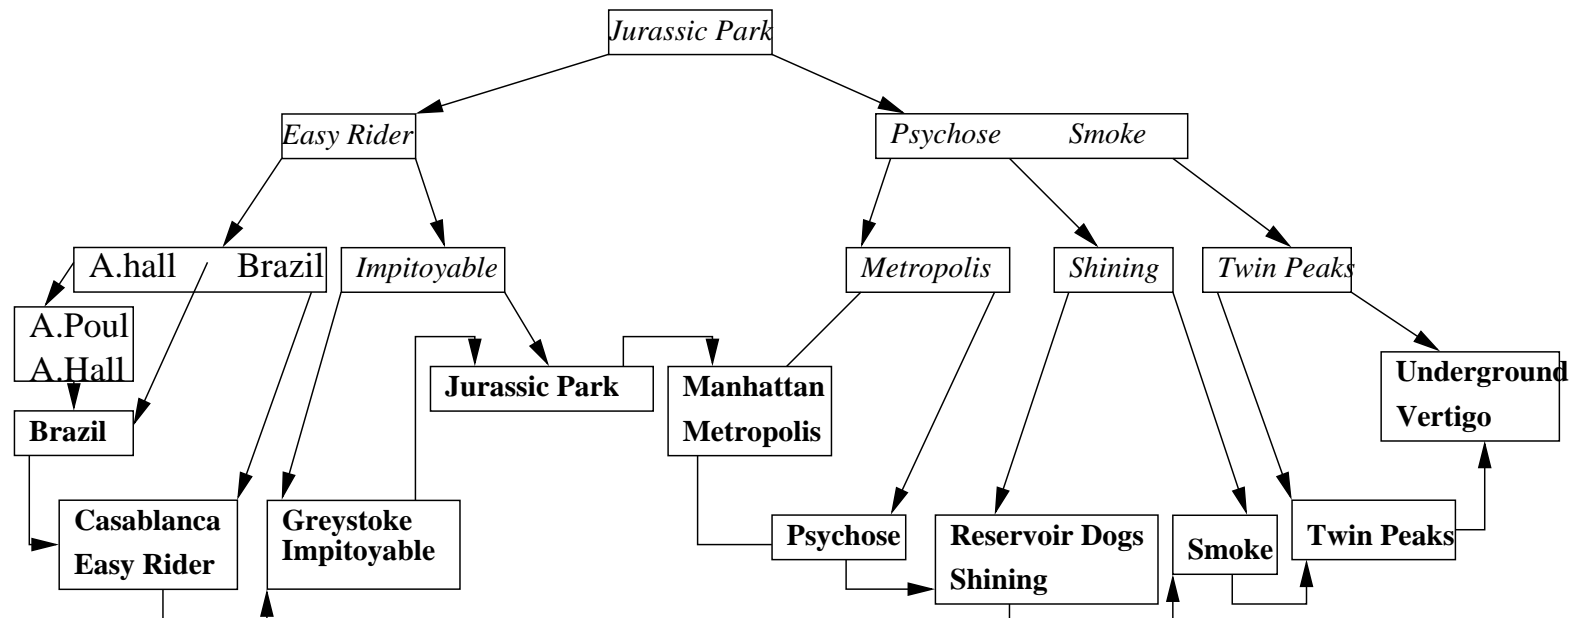 Jurassic Park
Easy Rider
Psychose Smoke
A.hall Brazil
Impitoyable
Metropolis
Shining
Twin Peaks
A.Poul
A.Hall
Brazil
Casablanca
Easy Rider
Greystoke
Impitoyable
Jurassic Park
Manhattan
Metropolis
Psychose
Reservoir Dogs
Shining
Smoke
Twin Peaks
Underground
Vertigo